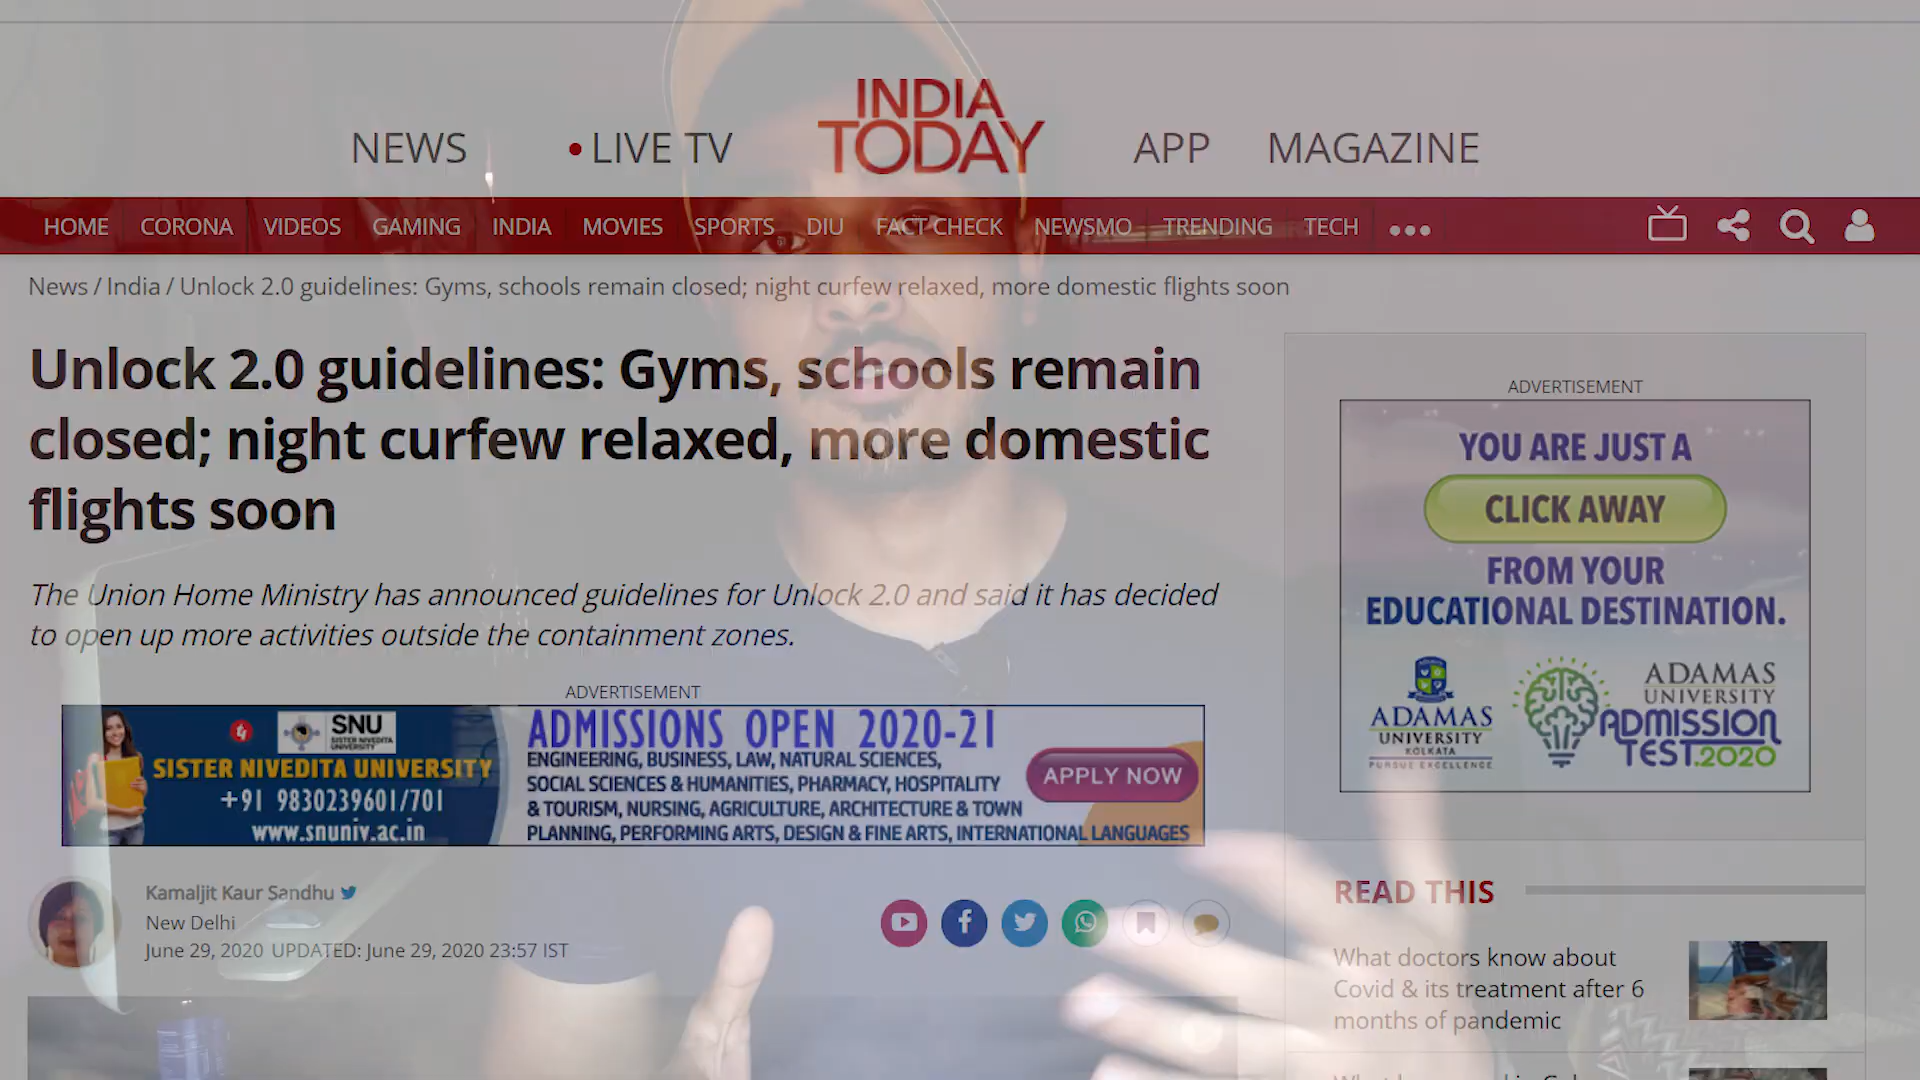 NEWS
LIVE TV
INDIA
TODAY
APP
MAGAZINE
HOME CORONA VIDEOS GAMING INDIA MOVIES SPORTS DIU FACT CHECK NEWSMO TRENDING TECH
News / India / Unlock 2.0 guidelines: Gyms, schools remain closed; night curfew relaxed, more domestic flights soon
Unlock 2.0 guidelines: Gyms, schools remain
closed; night curfew relaxed, more domestic
flights soon
The Union Home Ministry has announced guidelines for Unlock 2.0 and said it has decided
to open up more activities outside the containment zones.
ADVERTISEMENT
SNU
SISTER NIVEDITA
UNIVERSITY
SISTER NIVEDITA UNIVERSITY
+91 9830239601/701
www.snuniv.ac.in
ADMISSIONS OPEN 2020-21
ENGINEERING, BUSINESS, LAW, NATURAL SCIENCES,
SOCIAL SCIENCES & HUMANITIES, PHARMACY, HOSPITALITY
& TOURISM, NURSING, AGRICULTURE, ARCHITECTURE & TOWN
PLANNING, PERFORMING ARTS, DESIGN & FINE ARTS, INTERNATIONAL LANGUAGES
APPLY NOW
Kamaljit Kaur Sandhu
New Delhi
June 29, 2020 UPDATED: June 29, 2020 23:57 IST
ADVERTISEMENT
YOU ARE JUST A
CLICK AWAY
FROM YOUR
EDUCATIONAL DESTINATION.
ADAMAS
UNIVERSITY
KOLKATA
PURSUE EXCELLENCE
ADAMAS
UNIVERSITY
ADMISSION
TEST.2020
READ THIS
What doctors know about
Covid & its treatment after 6
months of pandemic